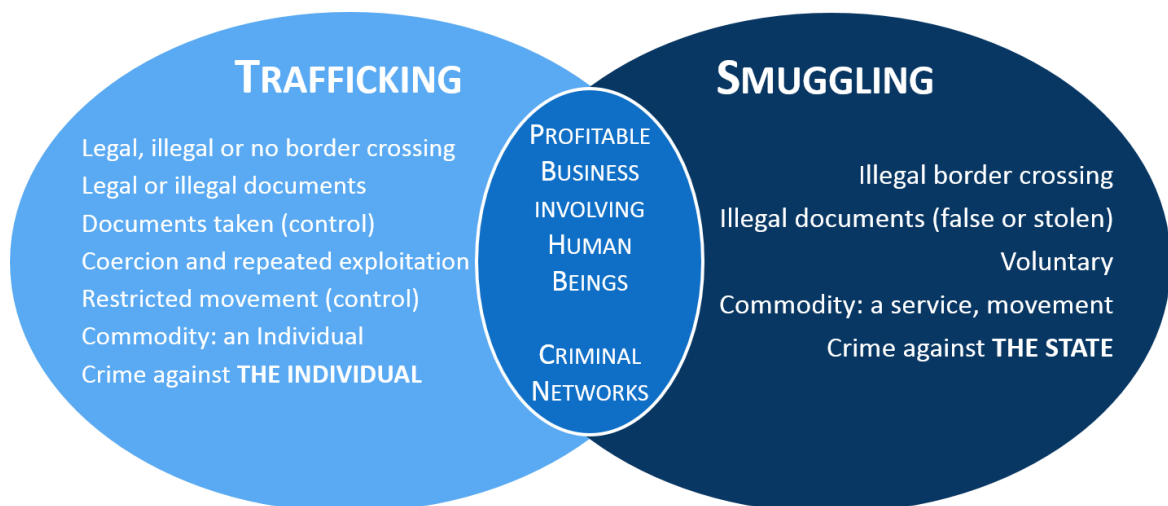 TRAFFICKING
Legal, illegal or no border crossing
Legal or illegal documents
Documents taken (control)
Coercion and repeated exploitation
Restricted movement (control)
Commodity: an Individual
Crime against THE INDIVIDUAL
PROFITABLE
BUSINESS
INVOLVING
HUMAN
BEINGS
CRIMINAL
NETWORKS
SMUGGLING
Illegal border crossing
Illegal documents (false or stolen)
Voluntary
Commodity: a service, movement
Crime against THE STATE